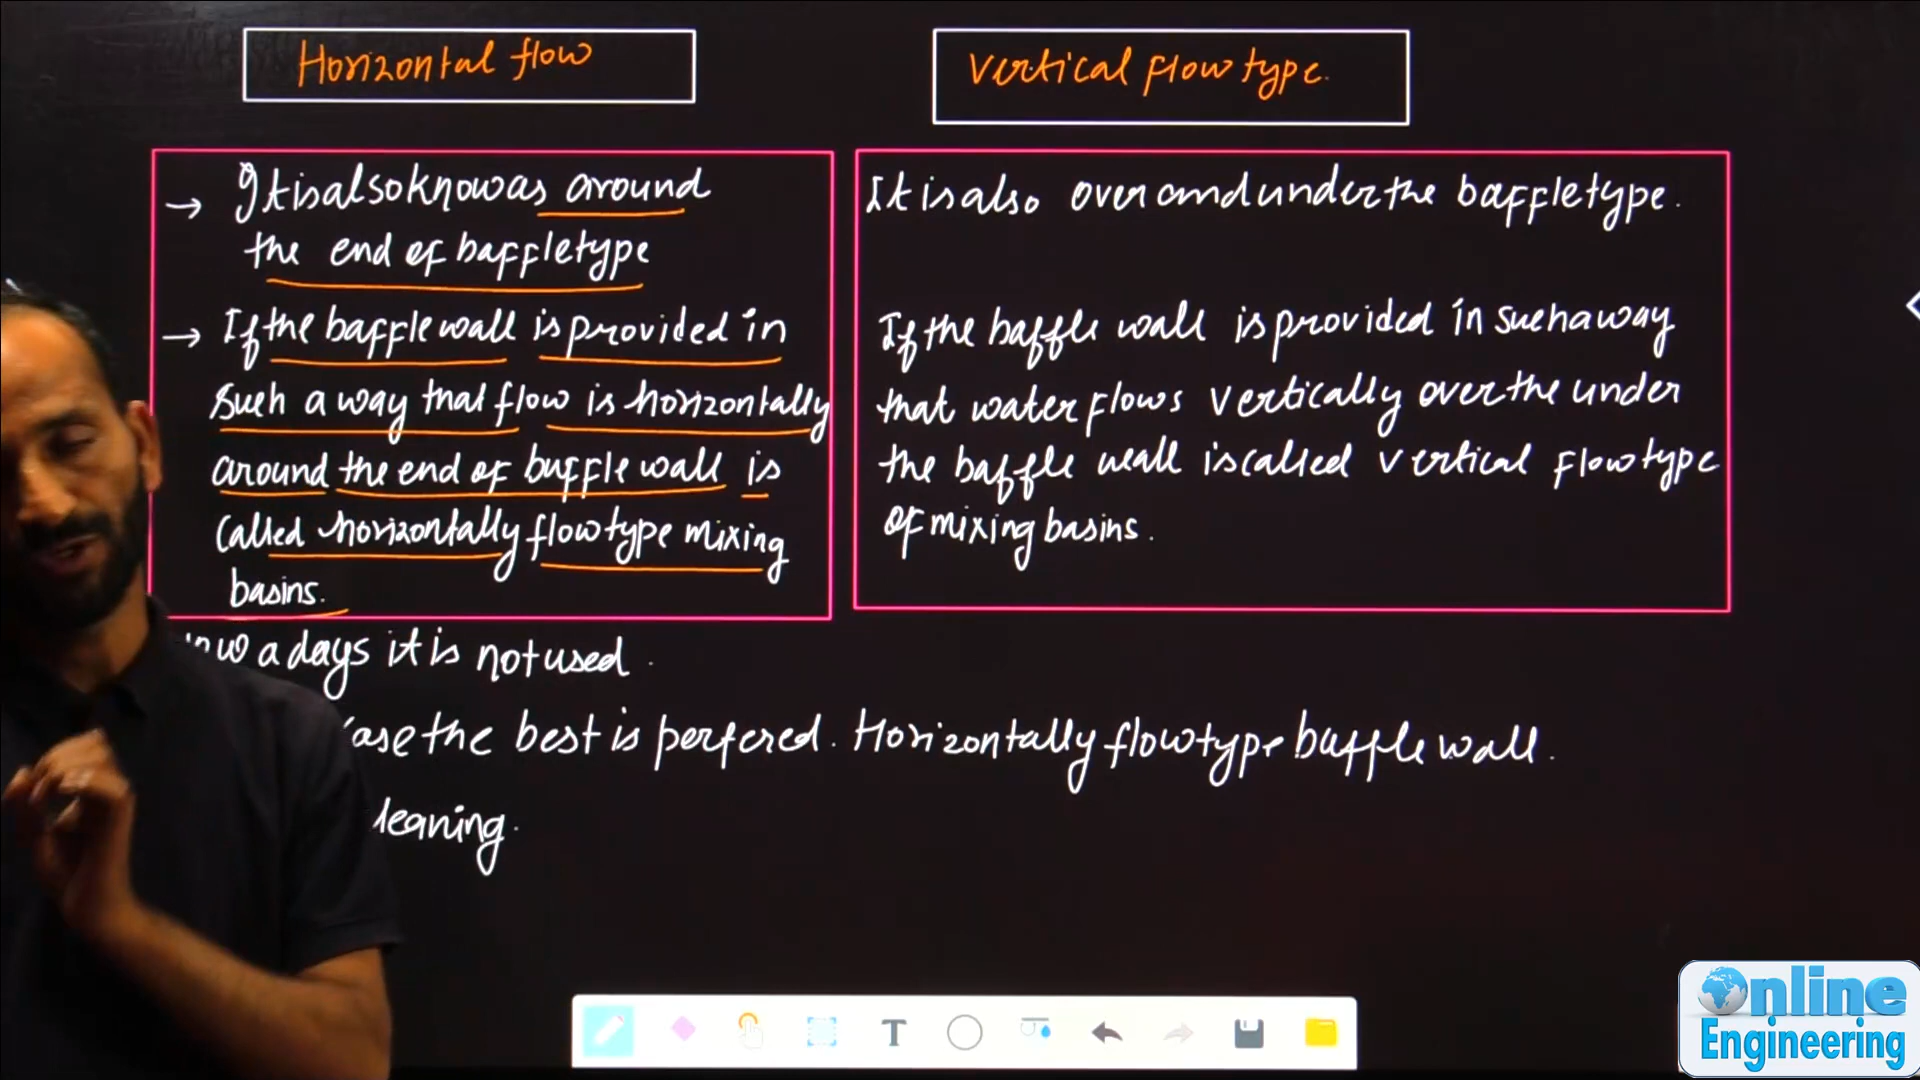 Horizontal flow
Vertical flow type.
→ It is also know as around
the end of baffle type
→ If the baffle wall is provided in
such a way that flow is horizontally
around the end of buffle wall is
called horizontally flow type mixing
basins.
It is also over and under the baffle type.
If the baffle wall is provided in such a way
that water flows vertically over the under
the baffle wall is called vertical flow type
of mixing basins.
a days it is not used.
the best is perfered. Horizontally flow type baffle wall.
leaning.
T
Online
Engineering